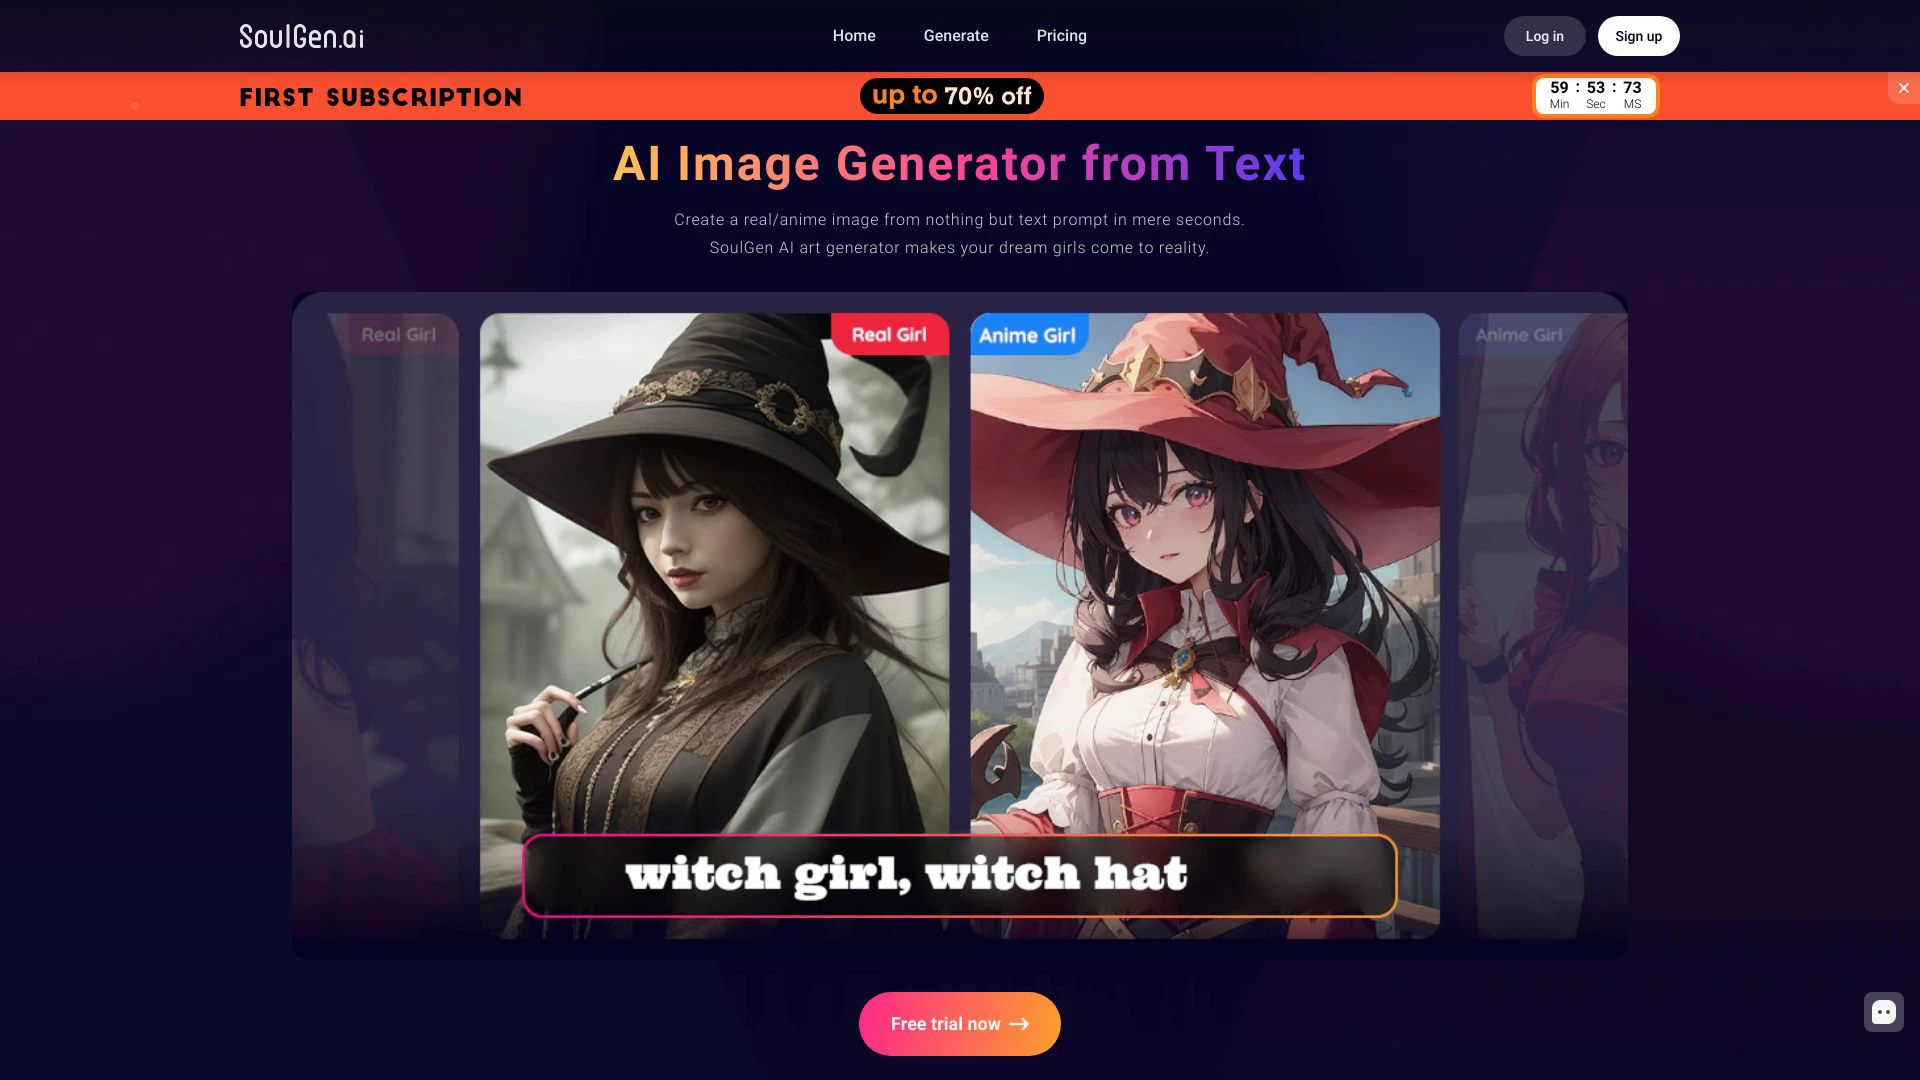 SoulGen.ai
Home Generate Pricing
Log in Sign up
FIRST SUBSCRIPTION
up to 70% off
59 : 53 : 73
Min Sec MS
AI Image Generator from Text
Create a real/anime image from nothing but text prompt in mere seconds.
SoulGen AI art generator makes your dream girls come to reality.
Real Girl
Real Girl
Anime Girl
Anime Girl
witch girl, witch hat
Free trial now